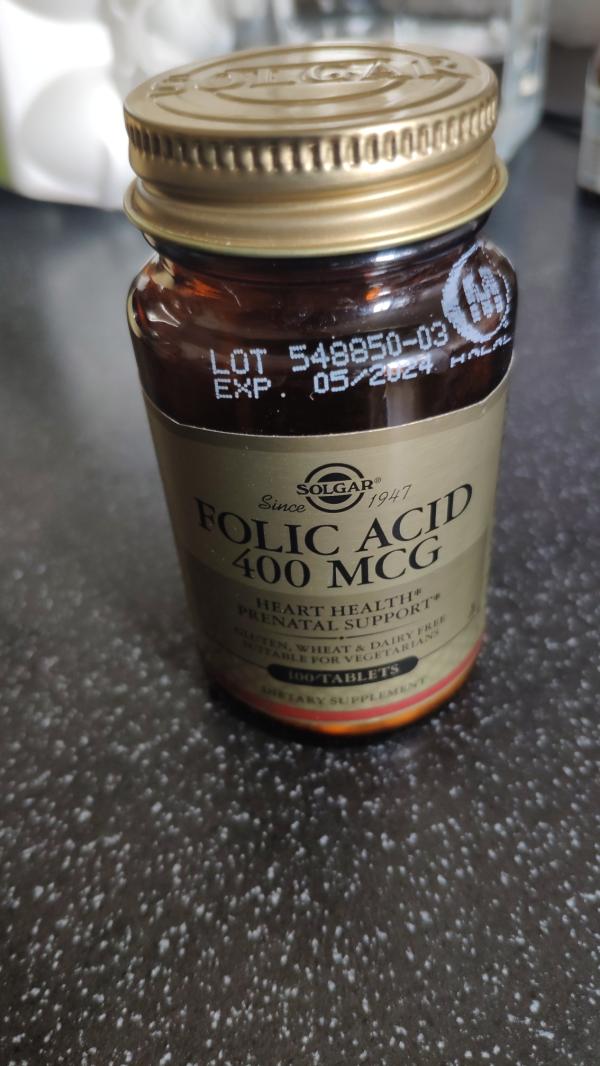 SOLGAR
M
HALAL
LOT 548850-03
EXP. 05/2024
SOLGAR®
Since 1947
FOLIC ACID
400 MCG
HEART HEALTH*
PRENATAL SUPPORT*
GLUTEN, WHEAT & DAIRY FREE
SUITABLE FOR VEGETARIANS
100 TABLETS
DIETARY SUPPLEMENT